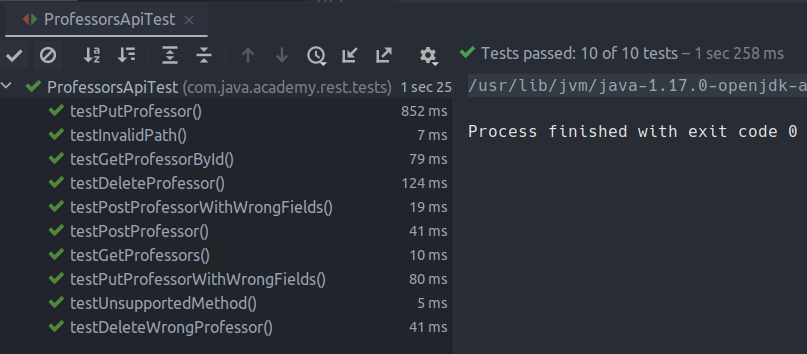 ProfessorsApiTest
Tests passed: 10 of 10 tests – 1 sec 258 ms
ProfessorsApiTest (com.java.academy.rest.tests) 1 sec 25
testPutProfessor() 852 ms
testInvalidPath() 7 ms
testGetProfessorById() 79 ms
testDeleteProfessor() 124 ms
testPostProfessorWithWrongFields() 19 ms
testPostProfessor() 41 ms
testGetProfessors() 10 ms
testPutProfessorWithWrongFields() 80 ms
testUnsupportedMethod() 5 ms
testDeleteWrongProfessor() 41 ms
/usr/lib/jvm/java-1.17.0-openjdk-a
Process finished with exit code 0